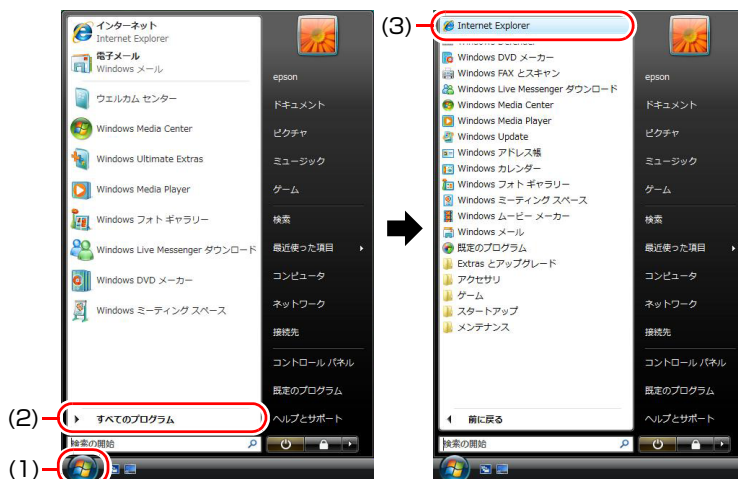 インターネット
Internet Explorer
電子メール
Windows メール
ウェルカム センター
Windows Media Center
Windows Ultimate Extras
Windows Media Player
Windows フォト ギャラリー
Windows Live Messenger ダウンロード
Windows DVD メーカー
Windows ミーティング スペース
(2)
すべてのプログラム
検索の開始
(1)
epson
ドキュメント
ピクチャ
ミュージック
ゲーム
検索
最近使った項目
コンピュータ
ネットワーク
接続先
コントロール パネル
既定のプログラム
ヘルプとサポート
(3)
Internet Explorer
Windows DVD メーカー
Windows FAX とスキャン
Windows Live Messenger ダウンロード
Windows Media Center
Windows Media Player
Windows Update
Windows アドレス帳
Windows カレンダー
Windows フォト ギャラリー
Windows ミーティング スペース
Windows ムービー メーカー
Windows メール
既定のプログラム
Extras とアップグレード
アクセサリ
ゲーム
スタートアップ
メンテナンス
前に戻る
検索の開始
epson
ドキュメント
ピクチャ
ミュージック
ゲーム
検索
最近使った項目
コンピュータ
ネットワーク
接続先
コントロール パネル
既定のプログラム
ヘルプとサポート